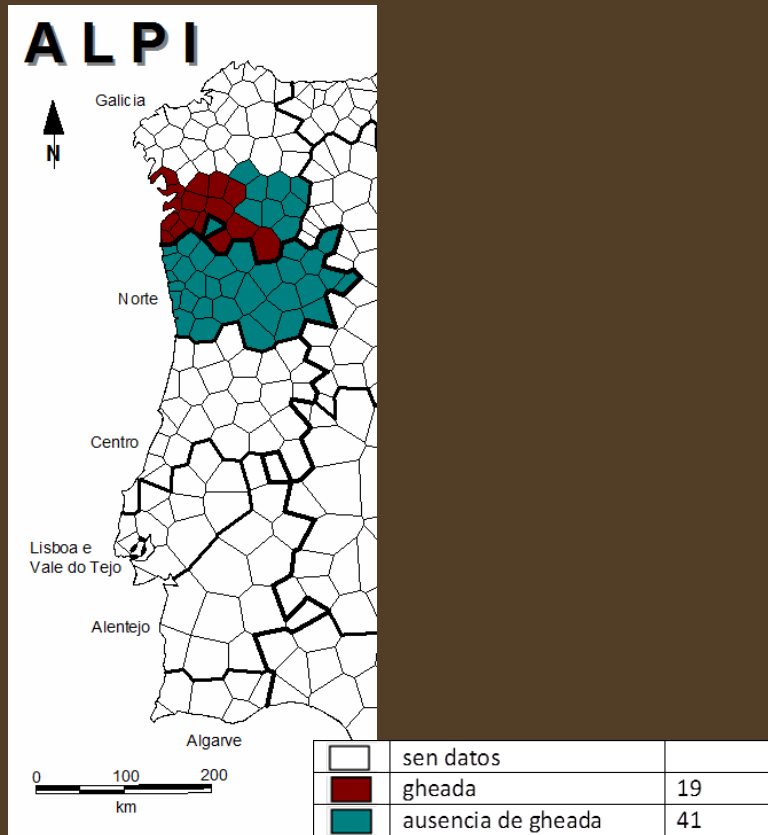 ALPI
Galicia
N
Norte
Centro
Lisboa e
Vale do Tejo
Alentejo
Algarve
0 100 200
km
sen datos
gheada 19
ausencia de gheada 41